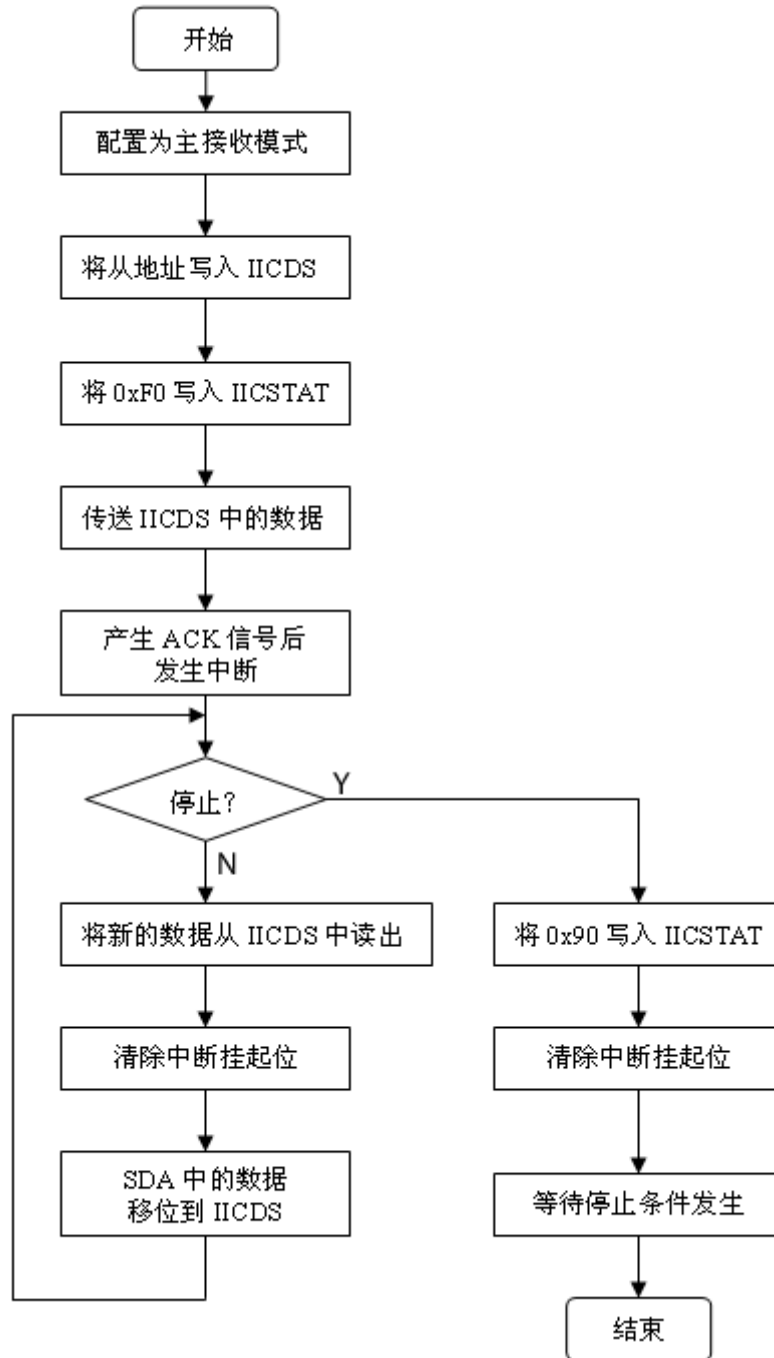 开始
配置为主接收模式
将从地址写入 IICDS
将 0xF0 写入 IICSTAT
传送 IICDS 中的数据
产生 ACK 信号后
发生中断
停止？
Y
N
将新的数据从 IICDS 中读出
清除中断挂起位
SDA 中的数据
移位到 IICDS
将 0x90 写入 IICSTAT
清除中断挂起位
等待停止条件发生
结束